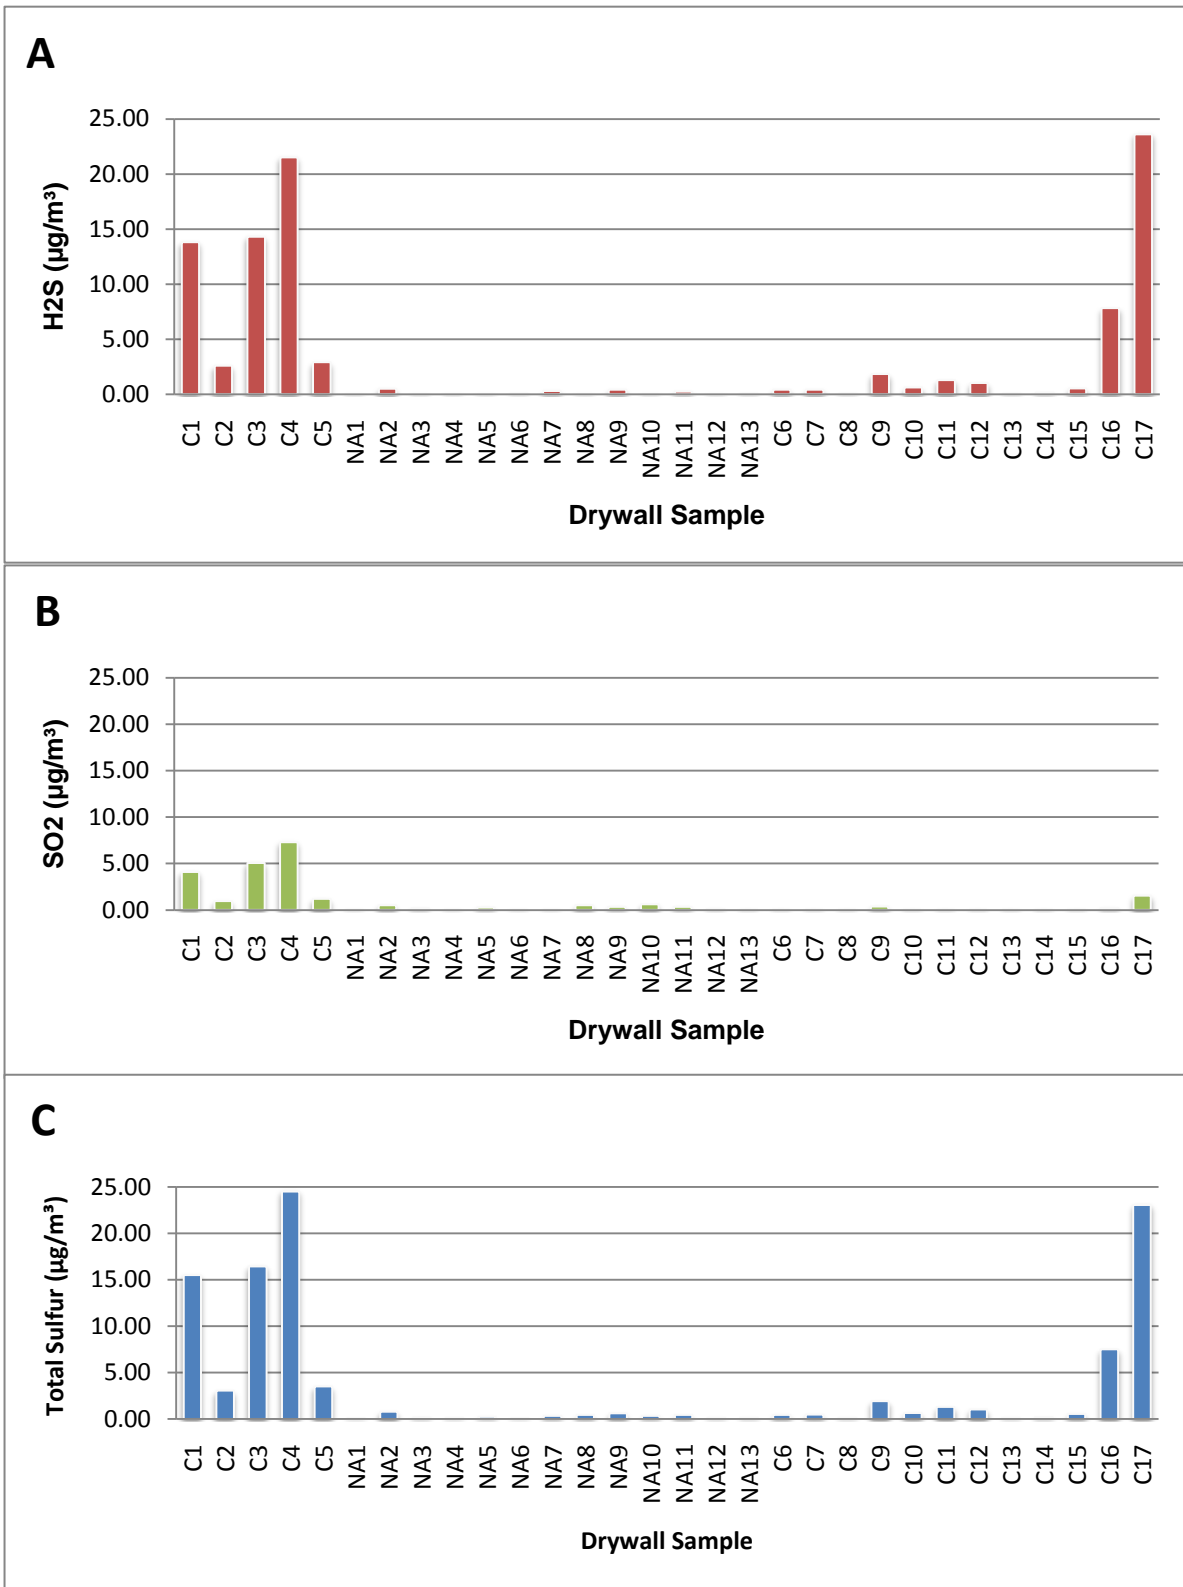 A
25.00
20.00
15.00
10.00
5.00
0.00
H2S (µg/m³)
C1 C2 C3 C4 C5 NA1 NA2 NA3 NA4 NA5 NA6 NA7 NA8 NA9 NA10 NA11 NA12 NA13 C6 C7 C8 C9 C10 C11 C12 C13 C14 C15 C16 C17
Drywall Sample
B
25.00
20.00
15.00
10.00
5.00
0.00
SO2 (µg/m³)
C1 C2 C3 C4 C5 NA1 NA2 NA3 NA4 NA5 NA6 NA7 NA8 NA9 NA10 NA11 NA12 NA13 C6 C7 C8 C9 C10 C11 C12 C13 C14 C15 C16 C17
Drywall Sample
C
25.00
20.00
15.00
10.00
5.00
0.00
Total Sulfur (µg/m³)
C1 C2 C3 C4 C5 NA1 NA2 NA3 NA4 NA5 NA6 NA7 NA8 NA9 NA10 NA11 NA12 NA13 C6 C7 C8 C9 C10 C11 C12 C13 C14 C15 C16 C17
Drywall Sample